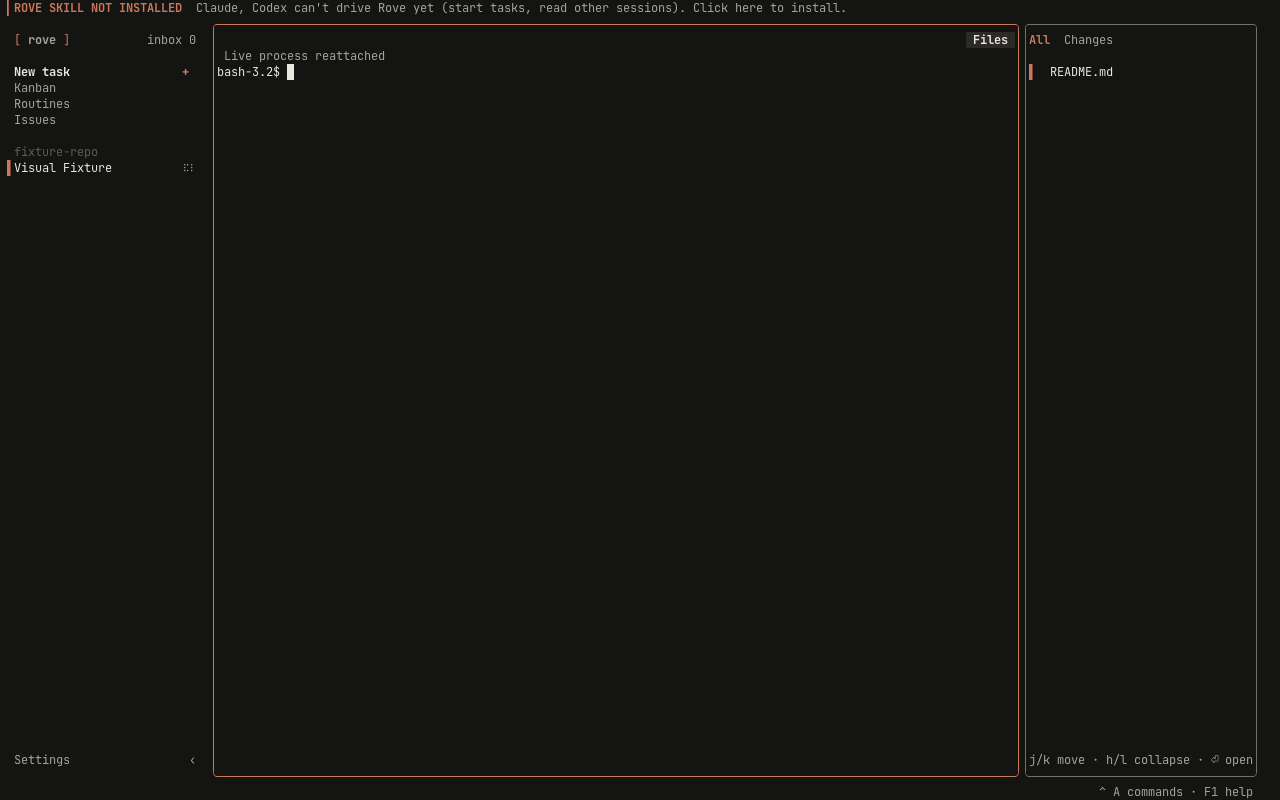 ROVE SKILL NOT INSTALLED  Claude, Codex can't drive Rove yet (start tasks, read other sessions). Click here to install.
[ rove ]  inbox 0
New task  +
Kanban
Routines
Issues
fixture-repo
Visual Fixture
Settings  ‹
Files
Live process reattached
bash-3.2$
All  Changes
README.md
j/k move · h/l collapse · ⏎ open
^ A commands · F1 help